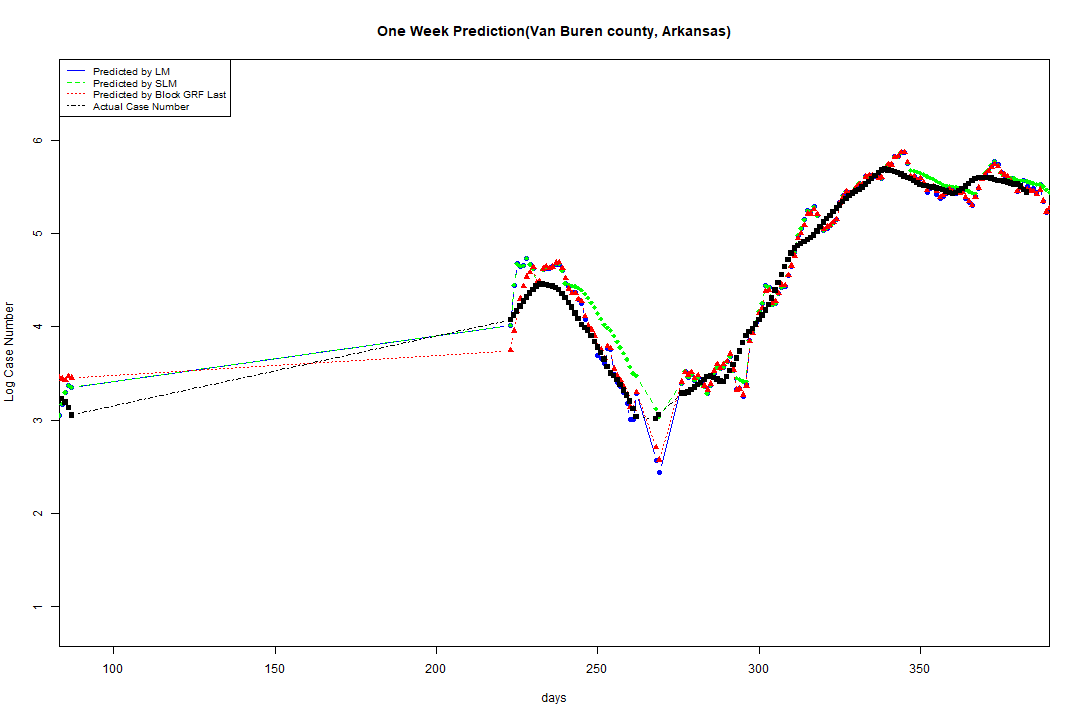 One Week Prediction(Van Buren county, Arkansas)
Predicted by LM
Predicted by SLM
Predicted by Block GRF Last
Actual Case Number
6
5
4
3
2
1
Log Case Number
100 150 200 250 300 350
days